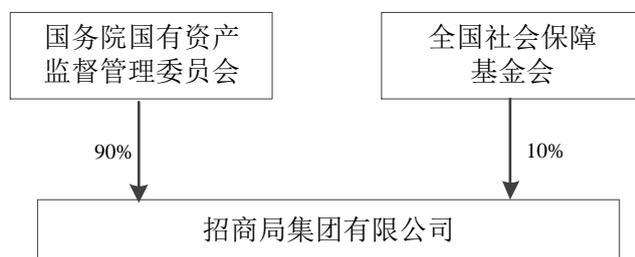 国务院国有资产
监督管理委员会
全国社会保障
基金会
90%
10%
招商局集团有限公司